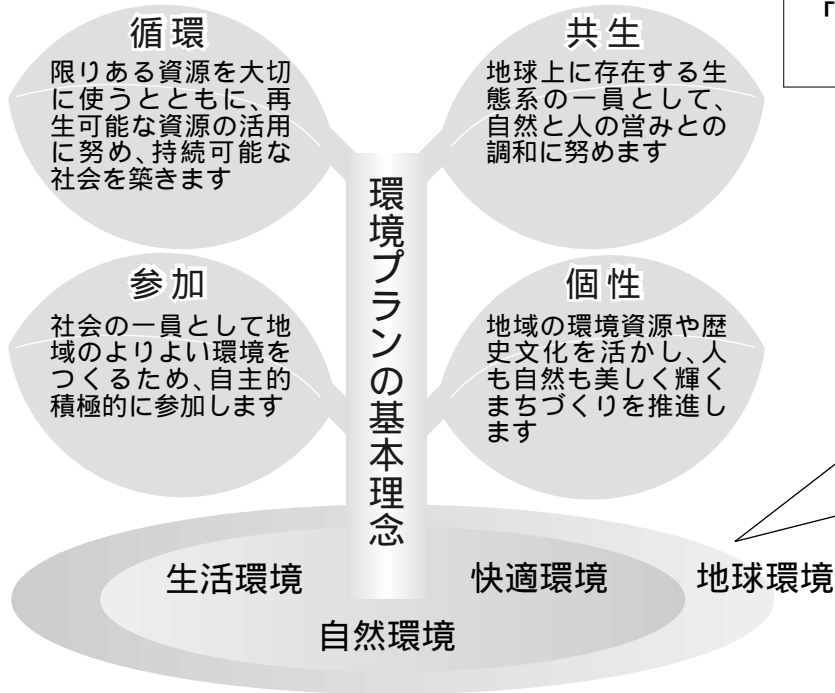 「
循環
限りある資源を大切
に使うとともに、再
生可能な資源の活用
に努め、持続可能な
社会を築きます
共生
地球上に存在する生
態系の一員として、
自然と人の営みとの
調和に努めます
環境プランの基本理念
参加
社会の一員として地
域のよりよい環境を
つくるため、自主的
積極的に参加します
個性
地域の環境資源や歴
史文化を活かし、人
も自然も美しく輝く
まちづくりを推進し
ます
生活環境
快適環境
地球環境
自然環境